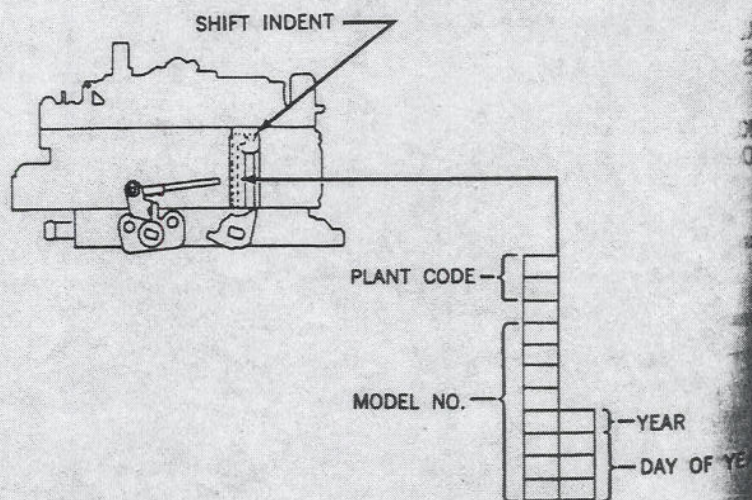 SHIFT INDENT
PLANT CODE
MODEL NO.
YEAR
DAY OF